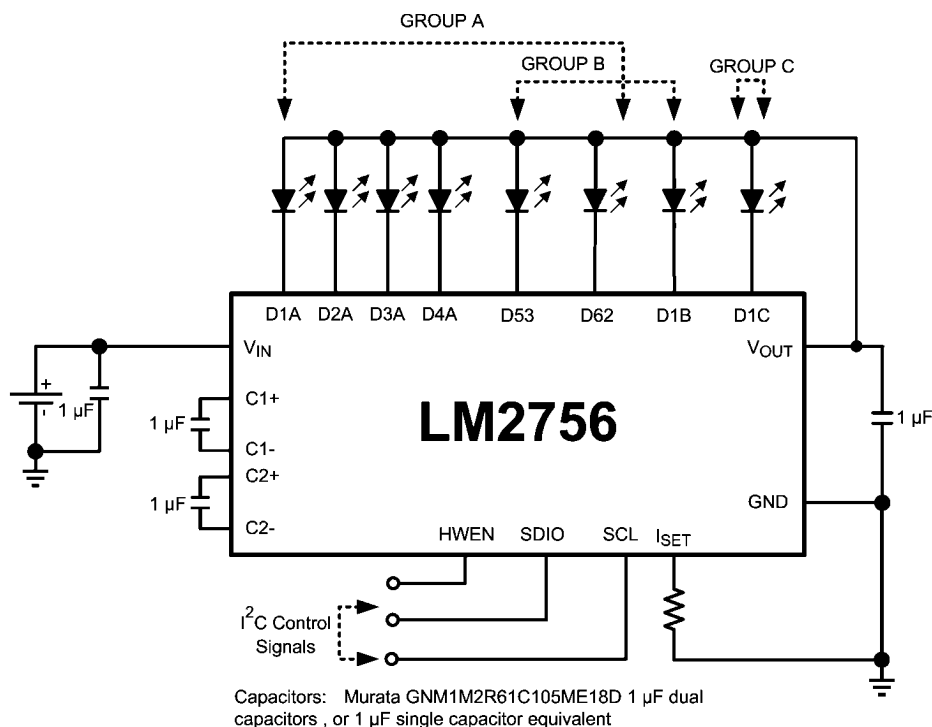 GROUP A
GROUP B
GROUP C
D1A D2A D3A D4A D53 D62 D1B D1C
VIN
VOUT
+
-
1 µF
C1+
1 µF
C1-
LM2756
1 µF
C2+
1 µF
C2-
GND
HWEN SDIO SCL ISET
I²C Control
Signals
Capacitors: Murata GNM1M2R61C105ME18D 1 µF dual
capacitors , or 1 µF single capacitor equivalent